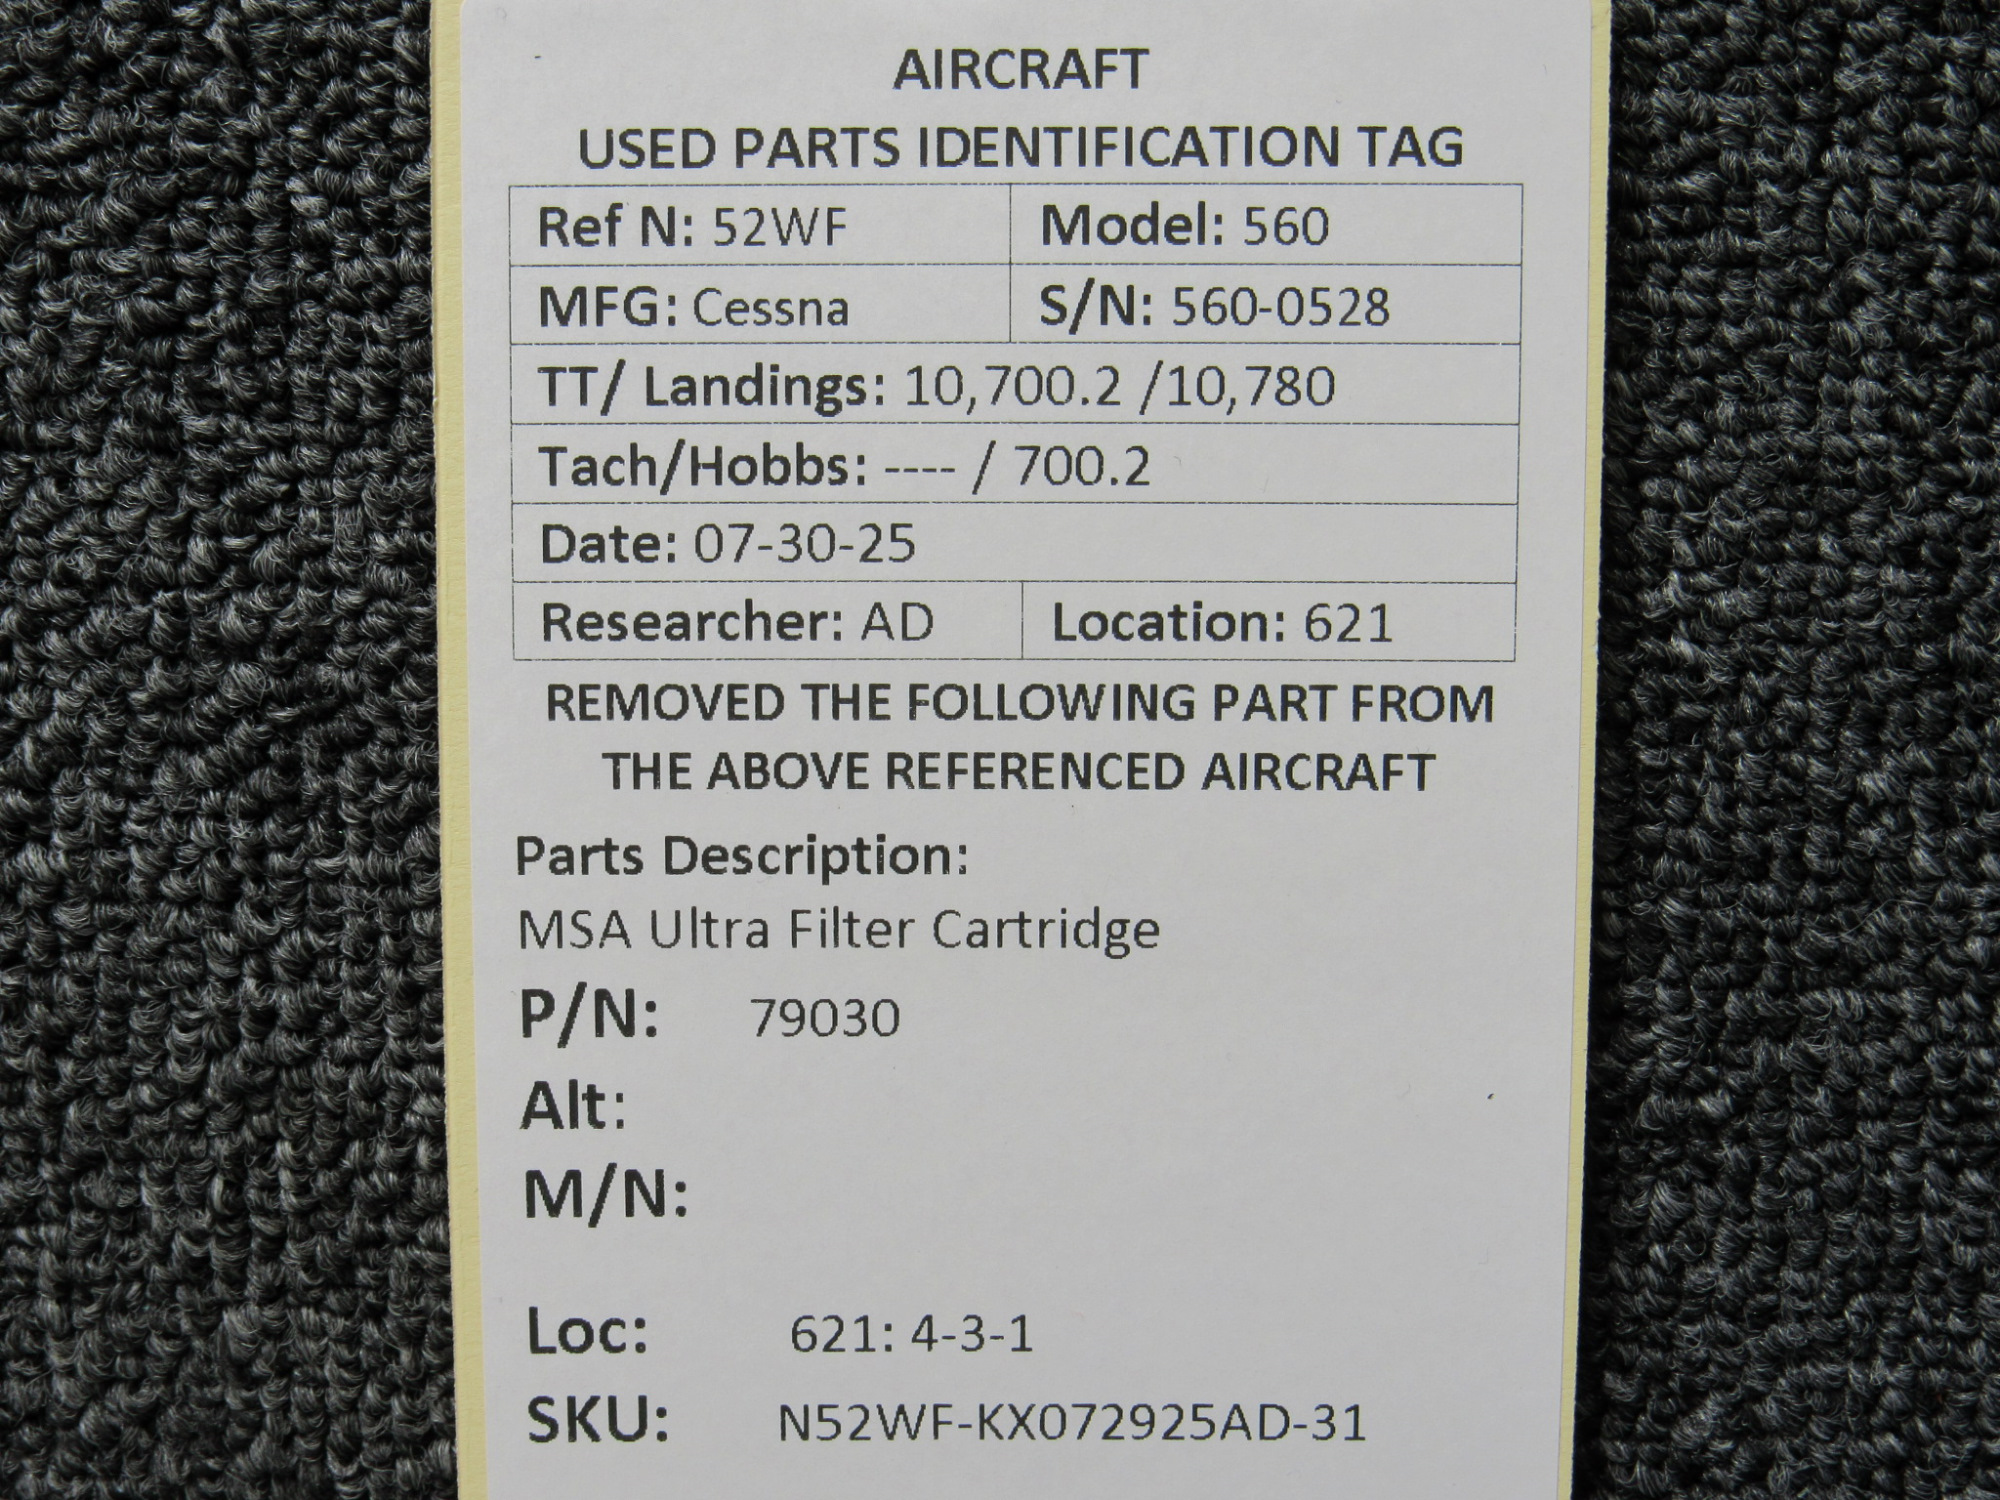 AIRCRAFT
USED PARTS IDENTIFICATION TAG
Ref N: 52WF Model: 560
MFG: Cessna S/N: 560-0528
TT/ Landings: 10,700.2 /10,780
Tach/Hobbs: ---- / 700.2
Date: 07-30-25
Researcher: AD Location: 621
REMOVED THE FOLLOWING PART FROM
THE ABOVE REFERENCED AIRCRAFT
Parts Description:
MSA Ultra Filter Cartridge
P/N: 79030
Alt:
M/N:
Loc: 621: 4-3-1
SKU: N52WF-KX072925AD-31